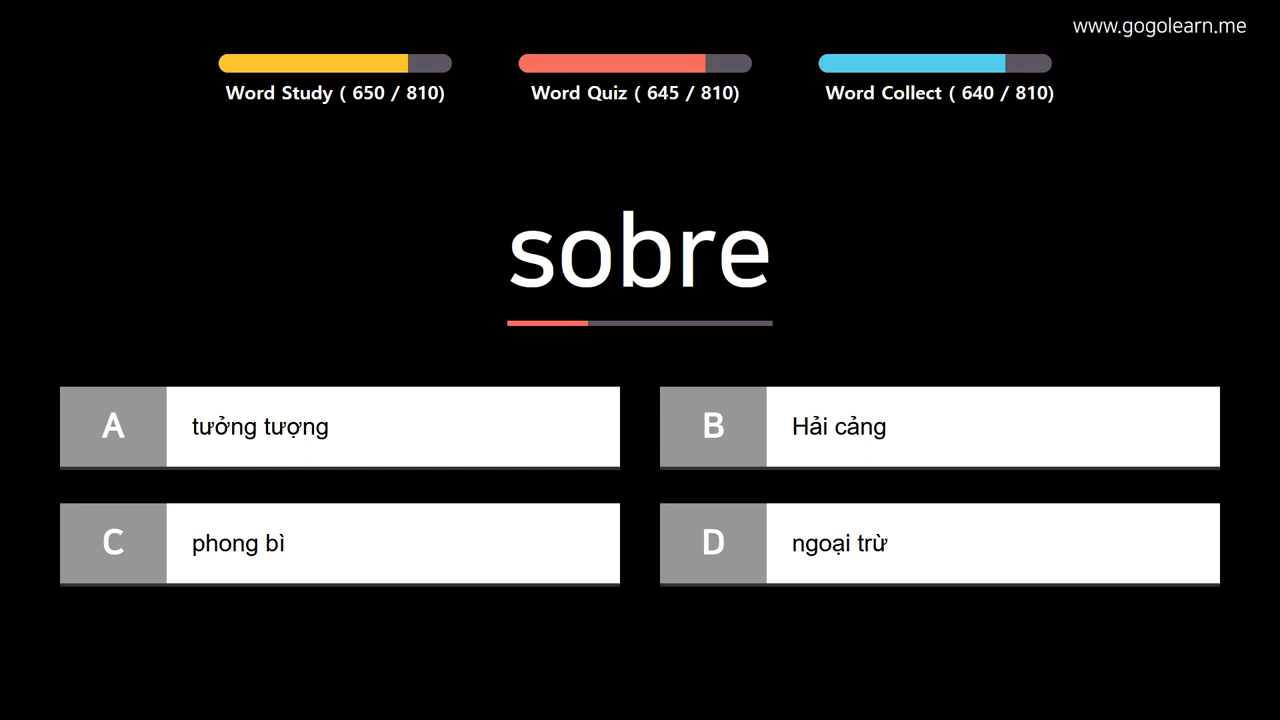 www.gogolearn.me
Word Study ( 650 / 810)
Word Quiz ( 645 / 810)
Word Collect ( 640 / 810)
sobre
A tưởng tượng
B Hải cảng
C phong bì
D ngoại trừ